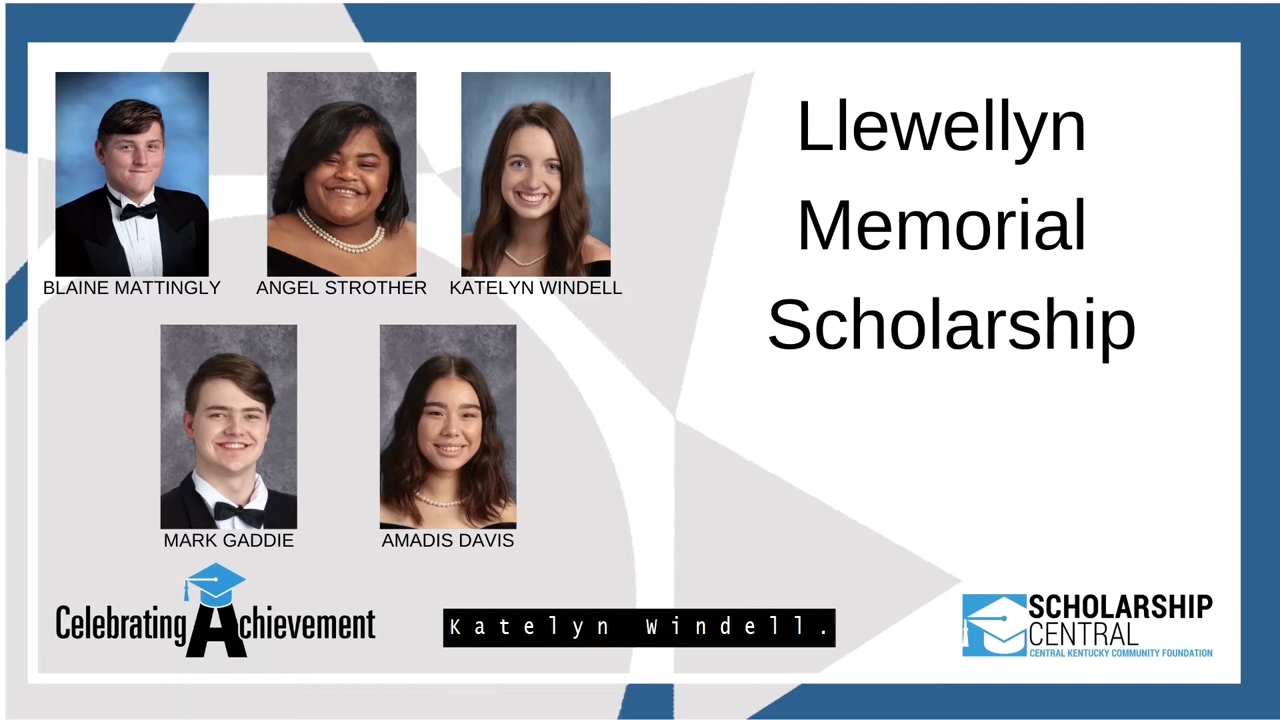 Llewellyn
Memorial
Scholarship
BLAINE MATTINGLY
ANGEL STROTHER
KATELYN WINDELL
MARK GADDIE
AMADIS DAVIS
Celebrating Achievement
Katelyn Windell.
SCHOLARSHIP
CENTRAL
CENTRAL KENTUCKY COMMUNITY FOUNDATION